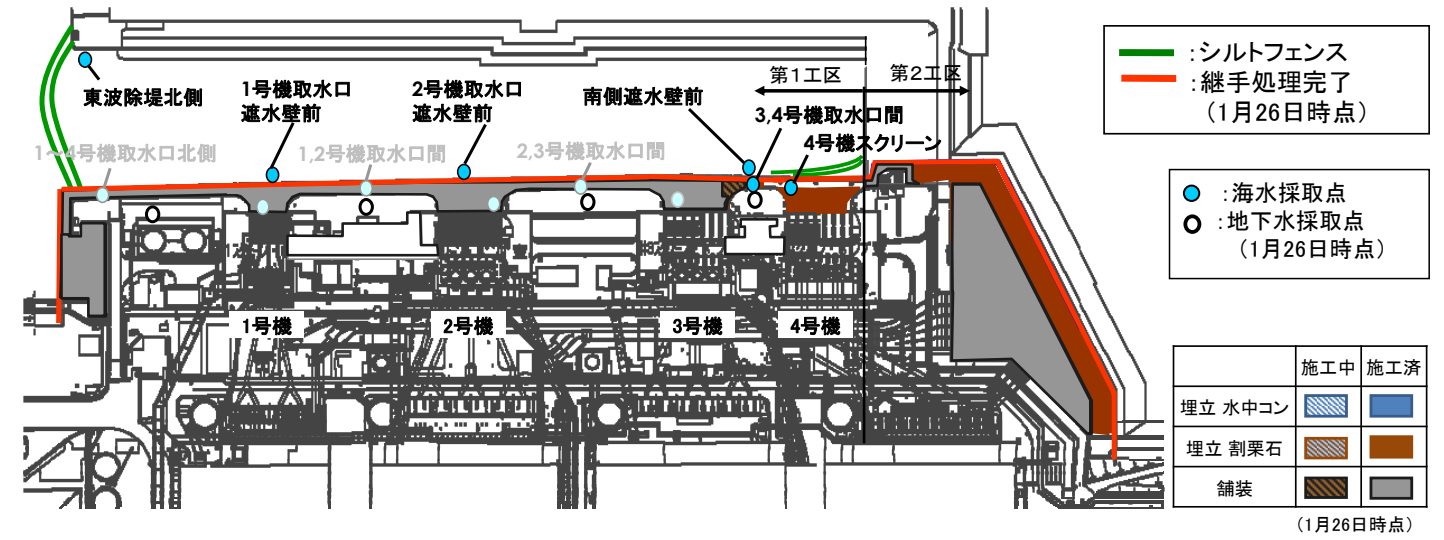 東波除堤北側
1号機取水口
遮水壁前
2号機取水口
遮水壁前
南側遮水壁前
第1工区
第2工区
3,4号機取水口間
4号機スクリーン
1～4号機取水口北側
1,2号機取水口間
2,3号機取水口間
1号機
2号機
3号機
4号機
:シルトフェンス
:継手処理完了
(1月26日時点)
:海水採取点
:地下水採取点
(1月26日時点)
施工中 施工済
埋立 水中コン
埋立 割栗石
舗装
(1月26日時点)